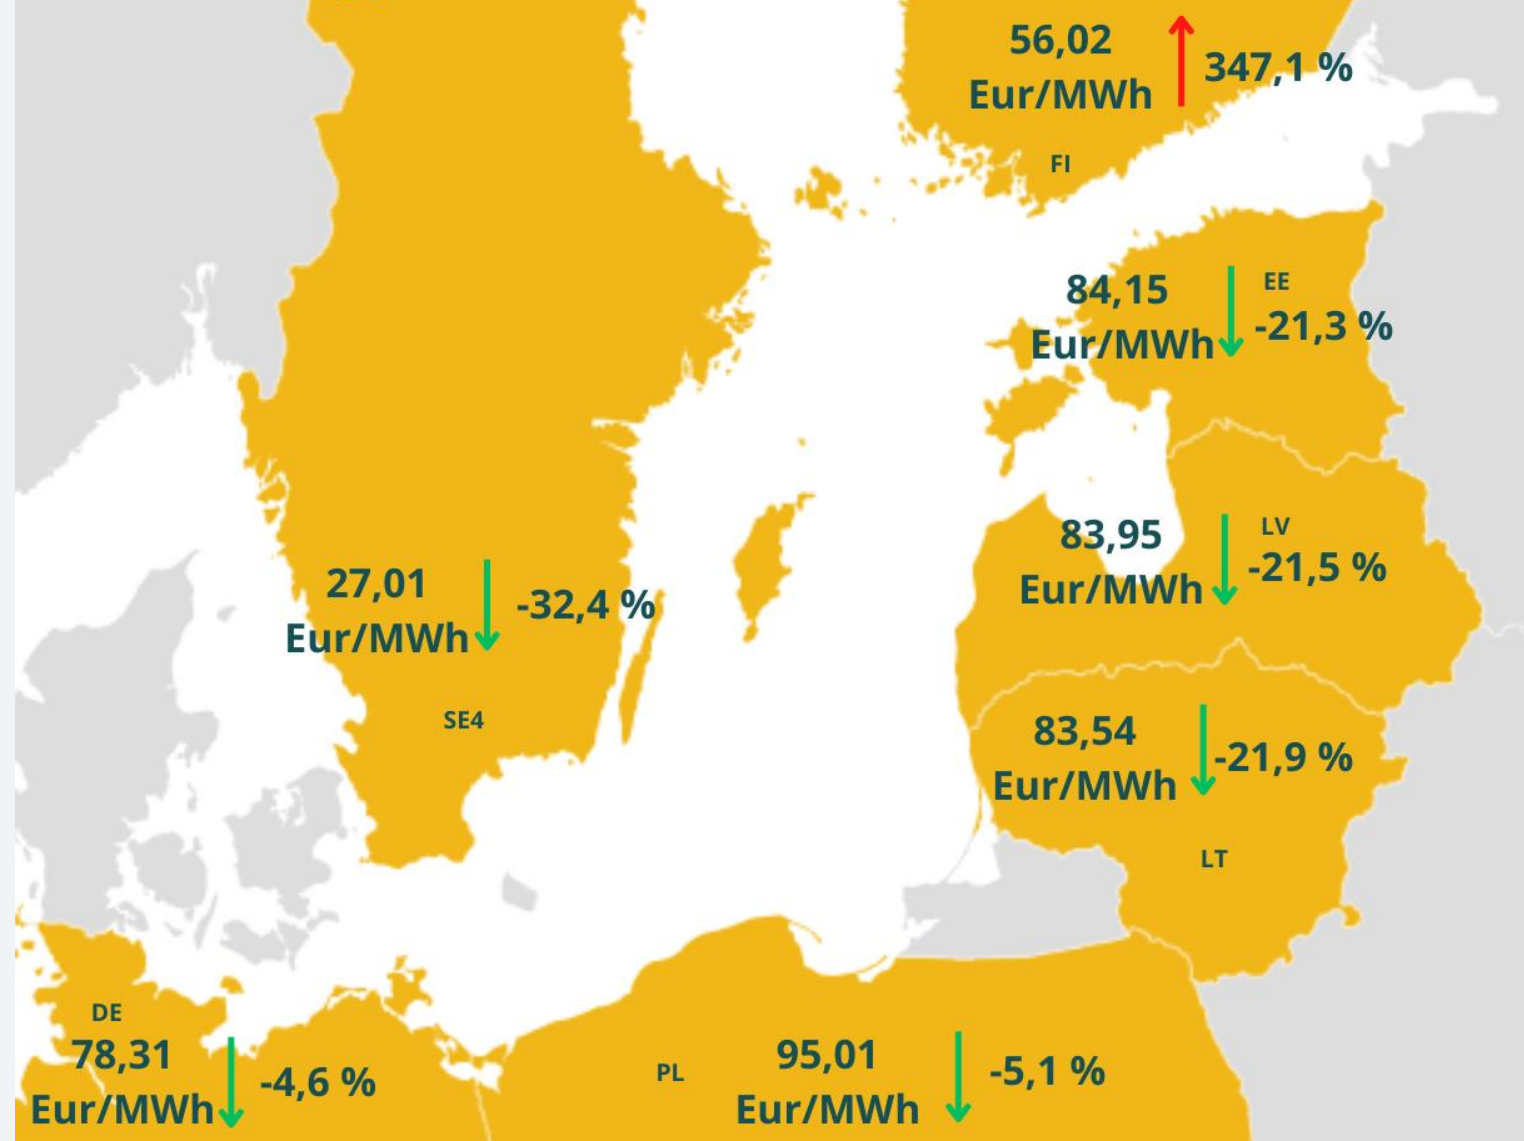 56,02
Eur/MWh
347,1 %
FI
84,15
Eur/MWh
EE
-21,3 %
83,95
Eur/MWh
LV
-21,5 %
27,01
Eur/MWh
-32,4 %
SE4
83,54
Eur/MWh
-21,9 %
LT
DE
78,31
Eur/MWh
-4,6 %
PL
95,01
Eur/MWh
-5,1 %